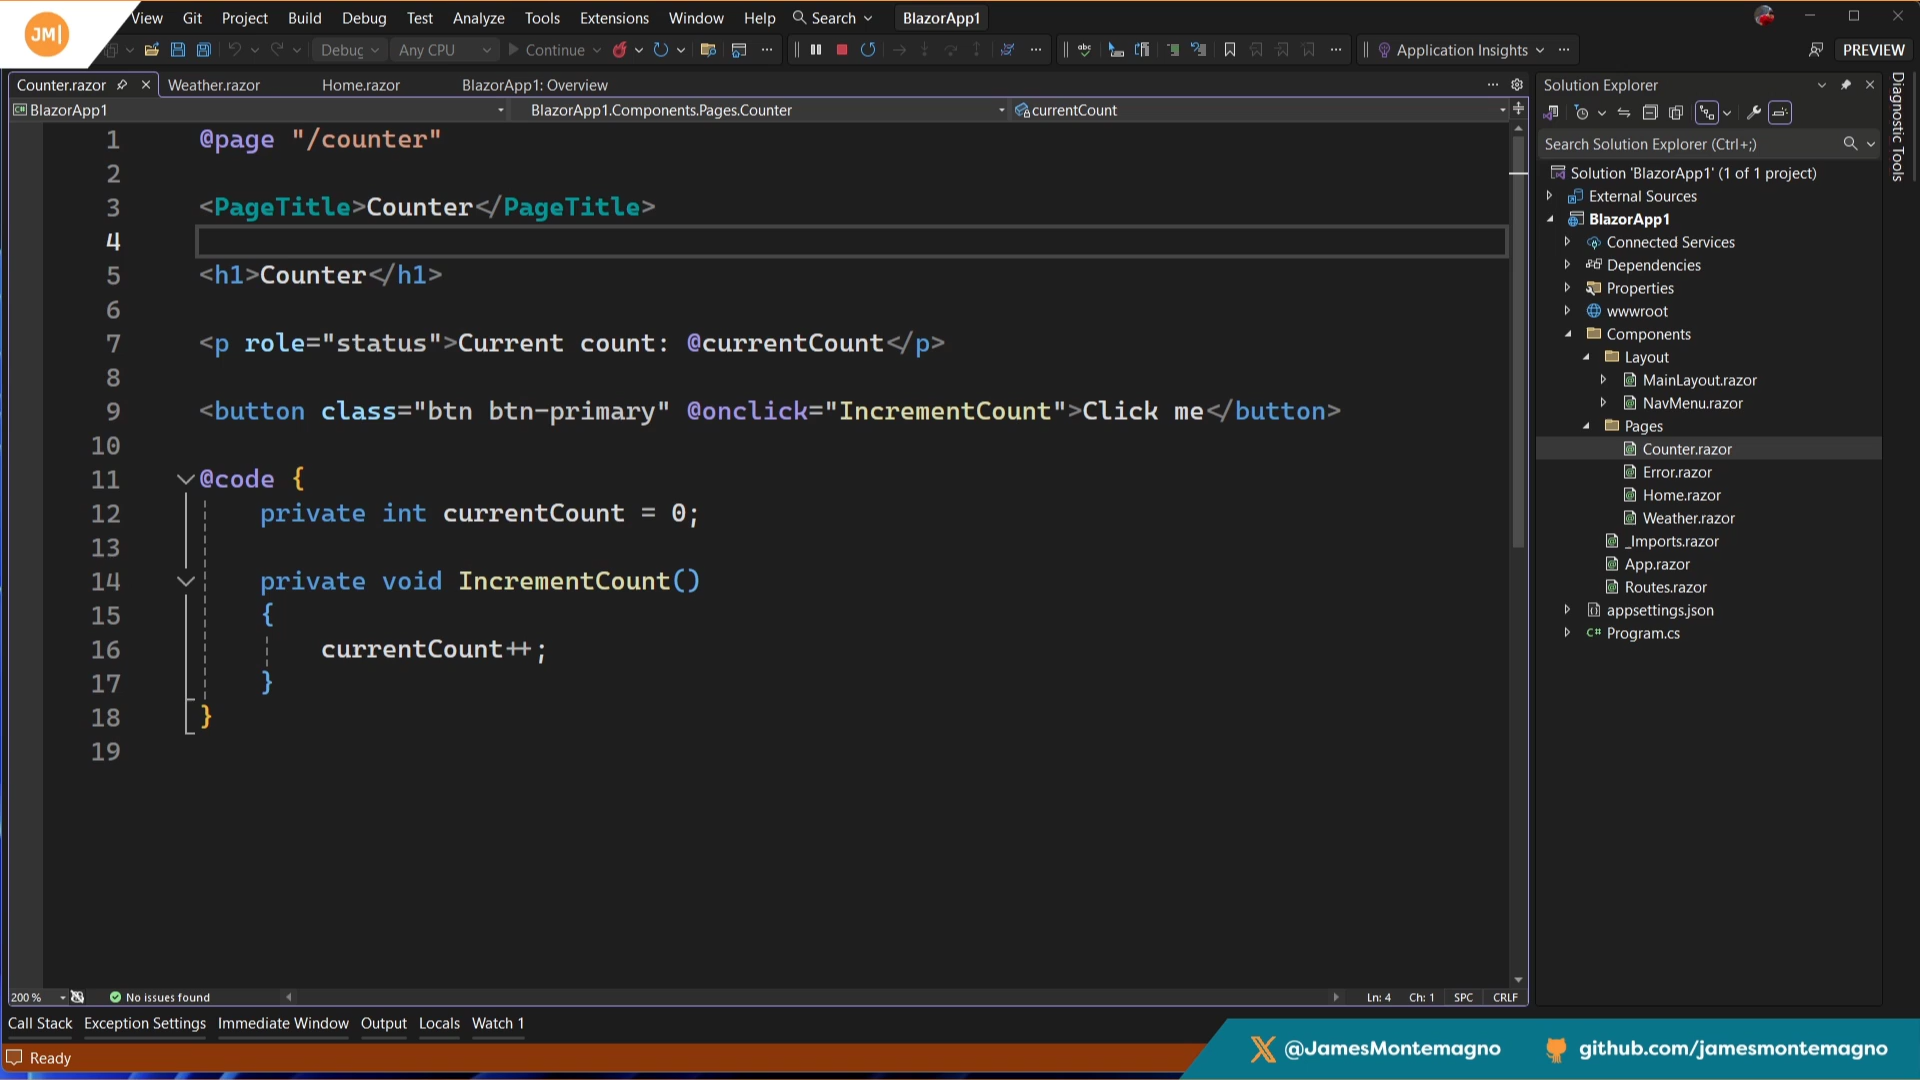 JM|
View Git Project Build Debug Test Analyze Tools Extensions Window Help Search BlazorApp1
Debug Any CPU Continue Application Insights PREVIEW
Counter.razor Weather.razor Home.razor BlazorApp1: Overview
BlazorApp1 BlazorApp1.Components.Pages.Counter currentCount
1 @page "/counter"
2
3 <PageTitle>Counter</PageTitle>
4
5 <h1>Counter</h1>
6
7 <p role="status">Current count: @currentCount</p>
8
9 <button class="btn btn-primary" @onclick="IncrementCount">Click me</button>
10
11 @code {
12 private int currentCount = 0;
13
14 private void IncrementCount()
15 {
16 currentCount++;
17 }
18 }
19
200 % No issues found Ln: 4 Ch: 1 SPC CRLF
Call Stack Exception Settings Immediate Window Output Locals Watch 1
Ready
Solution Explorer
Search Solution Explorer (Ctrl+;)
Solution 'BlazorApp1' (1 of 1 project)
External Sources
BlazorApp1
Connected Services
Dependencies
Properties
wwwroot
Components
Layout
MainLayout.razor
NavMenu.razor
Pages
Counter.razor
Error.razor
Home.razor
Weather.razor
_Imports.razor
App.razor
Routes.razor
appsettings.json
C# Program.cs
Diagnostic Tools
@JamesMontemagno github.com/jamesmontemagno